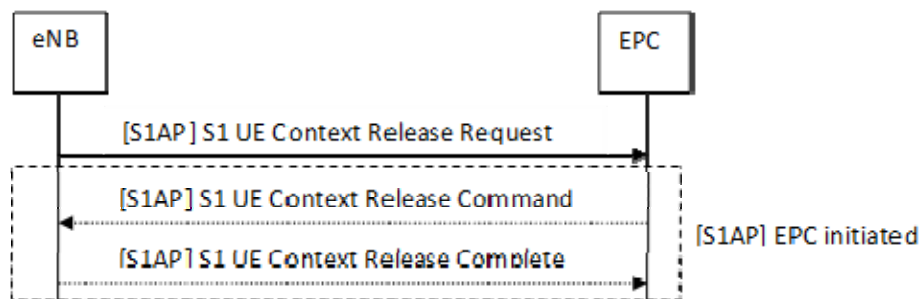 eNB
EPC
[S1AP] S1 UE Context Release Request
[S1AP] S1 UE Context Release Command
[S1AP] EPC initiated
[S1AP] S1 UE Context Release Complete